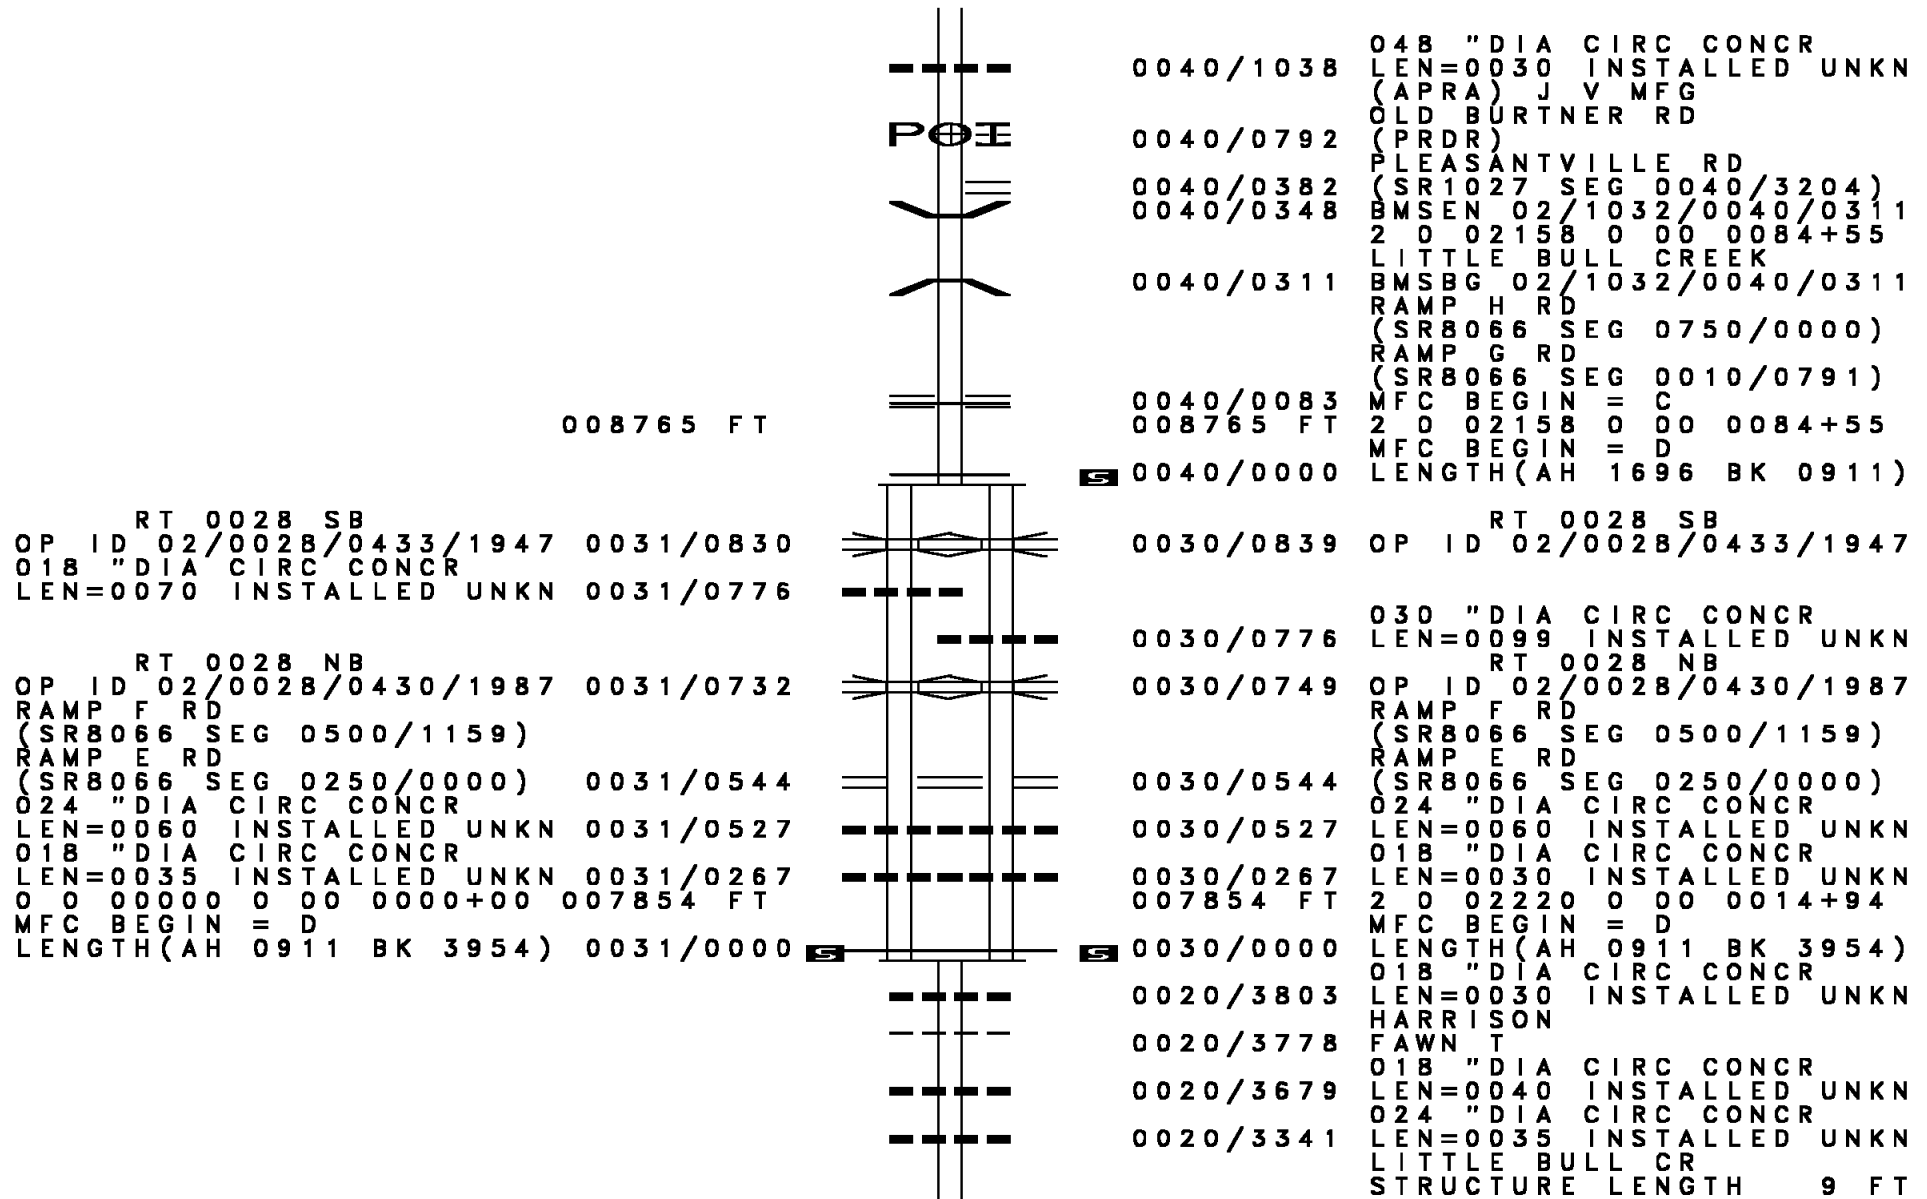 048 "DIA CIRC CONCR
0040/1038 LEN=0030 INSTALLED UNKN
(APRA) J V MFG
OLD BURTNER RD
POI
0040/0792 (PRDR)
PLEASANTVILLE RD
0040/0382 (SR1027 SEG 0040/3204)
0040/0348 BMSEN 02/1032/0040/0311
2 0 02158 0 00 0084+55
LITTLE BULL CREEK
0040/0311 BMSBG 02/1032/0040/0311
RAMP H RD
(SR8066 SEG 0750/0000)
RAMP G RD
(SR8066 SEG 0010/0791)
0040/0083 MFC BEGIN = C
008765 FT 008765 FT 2 0 02158 0 00 0084+55
MFC BEGIN = D
S 0040/0000 LENGTH(AH 1696 BK 0911)
RT 0028 SB RT 0028 SB
OP ID 02/0028/0433/1947 0031/0830 0030/0839 OP ID 02/0028/0433/1947
018 "DIA CIRC CONCR
LEN=0070 INSTALLED UNKN 0031/0776
030 "DIA CIRC CONCR
0030/0776 LEN=0099 INSTALLED UNKN
RT 0028 NB RT 0028 NB
OP ID 02/0028/0430/1987 0031/0732 0030/0749 OP ID 02/0028/0430/1987
RAMP F RD RAMP F RD
(SR8066 SEG 0500/1159) (SR8066 SEG 0500/1159)
RAMP E RD RAMP E RD
(SR8066 SEG 0250/0000) 0031/0544 0030/0544 (SR8066 SEG 0250/0000)
024 "DIA CIRC CONCR 024 "DIA CIRC CONCR
LEN=0060 INSTALLED UNKN 0031/0527 0030/0527 LEN=0060 INSTALLED UNKN
018 "DIA CIRC CONCR 018 "DIA CIRC CONCR
LEN=0035 INSTALLED UNKN 0031/0267 0030/0267 LEN=0030 INSTALLED UNKN
0 0 00000 0 00 0000+00 007854 FT 007854 FT 2 0 02220 0 00 0014+94
MFC BEGIN = D MFC BEGIN = D
LENGTH(AH 0911 BK 3954) 0031/0000 S S 0030/0000 LENGTH(AH 0911 BK 3954)
018 "DIA CIRC CONCR
0020/3803 LEN=0030 INSTALLED UNKN
HARRISON
0020/3778 FAWN T
018 "DIA CIRC CONCR
0020/3679 LEN=0040 INSTALLED UNKN
024 "DIA CIRC CONCR
0020/3341 LEN=0035 INSTALLED UNKN
LITTLE BULL CR
STRUCTURE LENGTH 9 FT